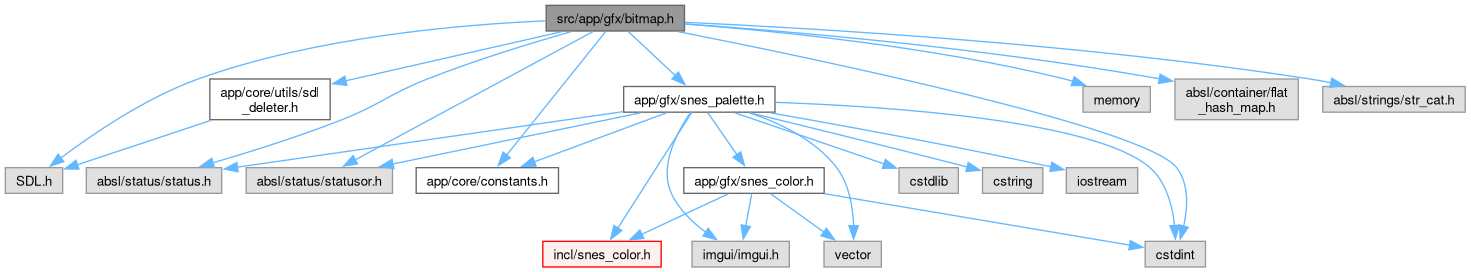 src/app/gfx/bitmap.h
app/core/utils/sdl
_deleter.h
app/gfx/snes_palette.h
memory
absl/container/flat
_hash_map.h
absl/strings/str_cat.h
SDL.h
absl/status/status.h
absl/status/statusor.h
app/core/constants.h
app/gfx/snes_color.h
cstdlib
cstring
iostream
incl/snes_color.h
imgui/imgui.h
vector
cstdint